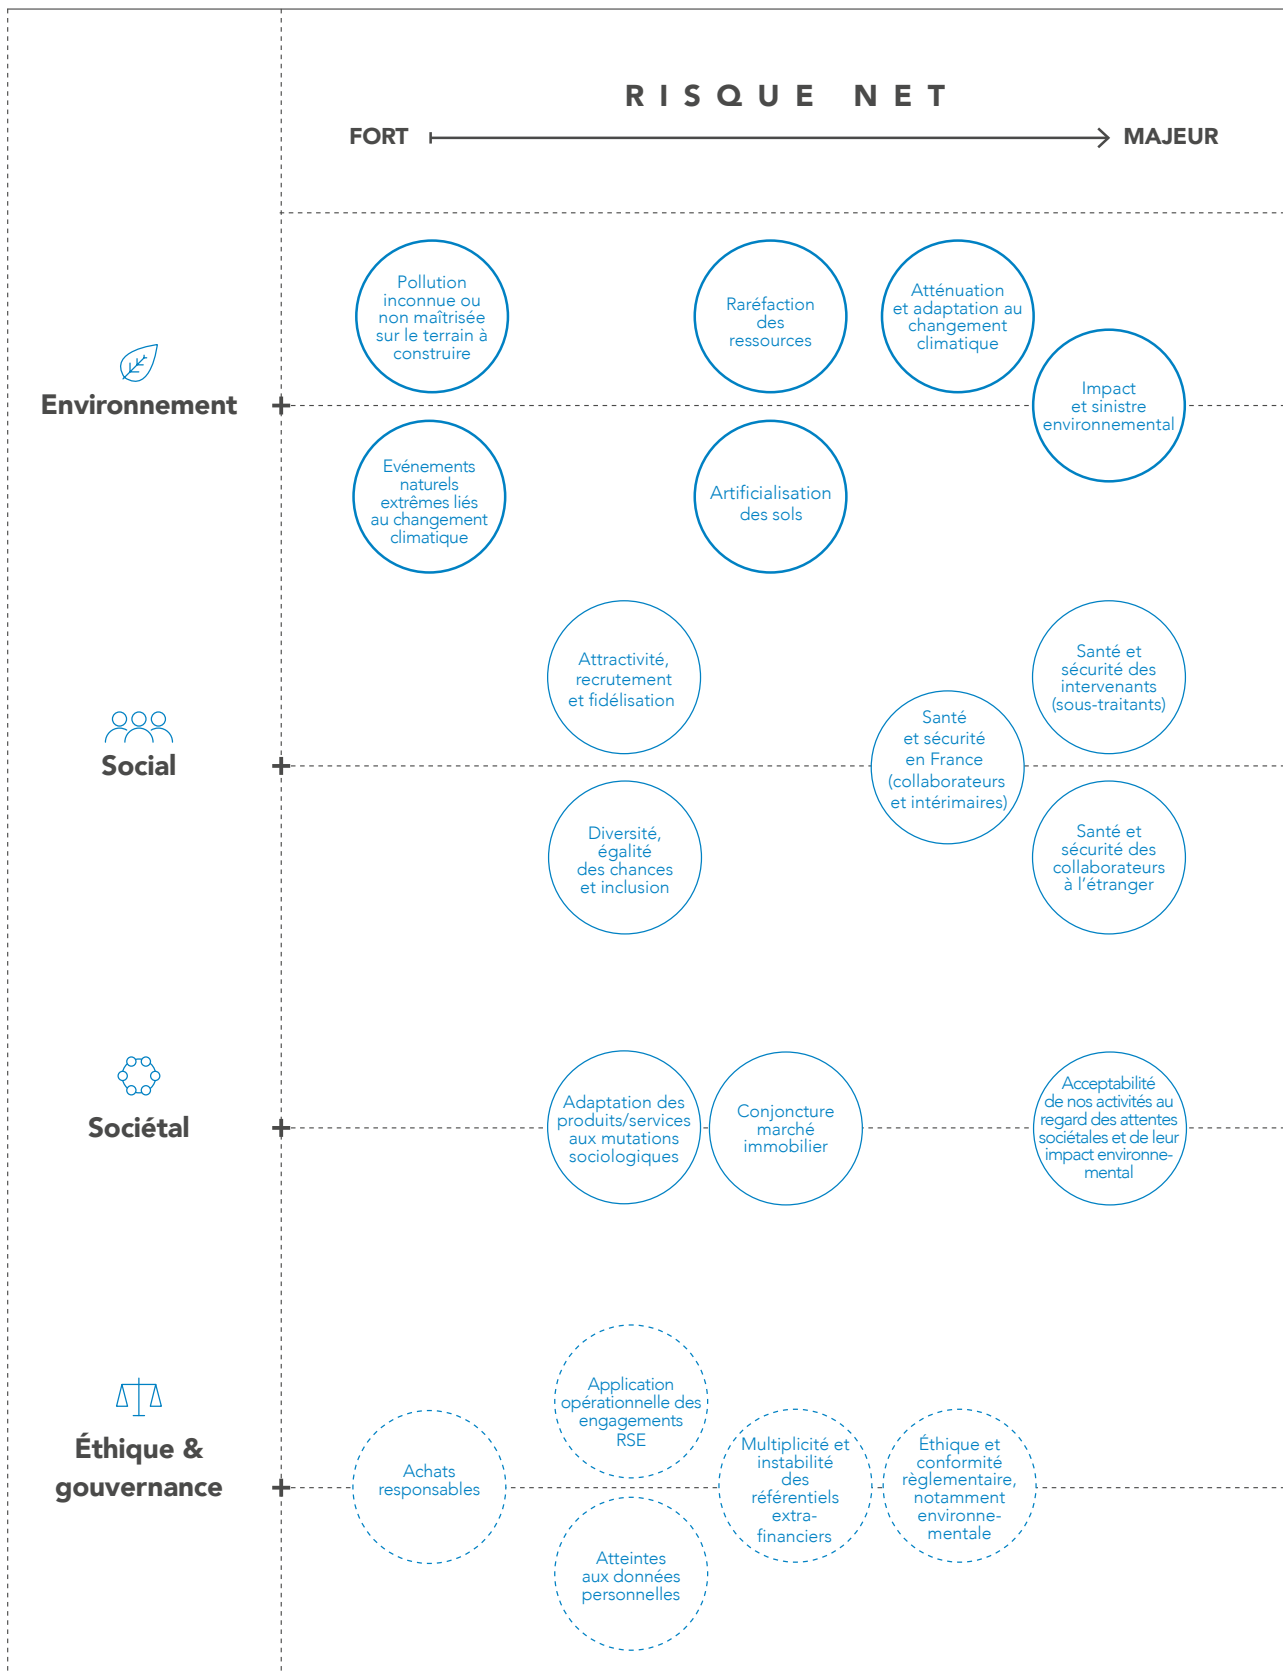 RISQUE NET
FORT
MAJEUR
Environnement
Pollution
inconnue ou
non maîtrisée
sur le terrain à
construire
Raréfaction
des
ressources
Atténuation
et adaptation au
changement
climatique
Impact
et sinistre
environnemental
Evénements
naturels
extrêmes liés
au changement
climatique
Artificialisation
des sols
Social
Attractivité,
recrutement
et fidélisation
Santé et
sécurité des
intervenants
(sous-traitants)
Santé
et sécurité
en France
(collaborateurs
et intérimaires)
Diversité,
égalité
des chances
et inclusion
Santé et
sécurité des
collaborateurs
à l’étranger
Sociétal
Adaptation des
produits/services
aux mutations
sociologiques
Conjoncture
marché
immobilier
Acceptabilité
de nos activités au
regard des attentes
sociétales et de leur
impact environne-
mental
Éthique &
gouvernance
Achats
responsables
Application
opérationnelle des
engagements
RSE
Multiplicité et
instabilité
des
référentiels
extra-
financiers
Éthique et
conformité
règlementaire,
notamment
environne-
mentale
Atteintes
aux données
personnelles